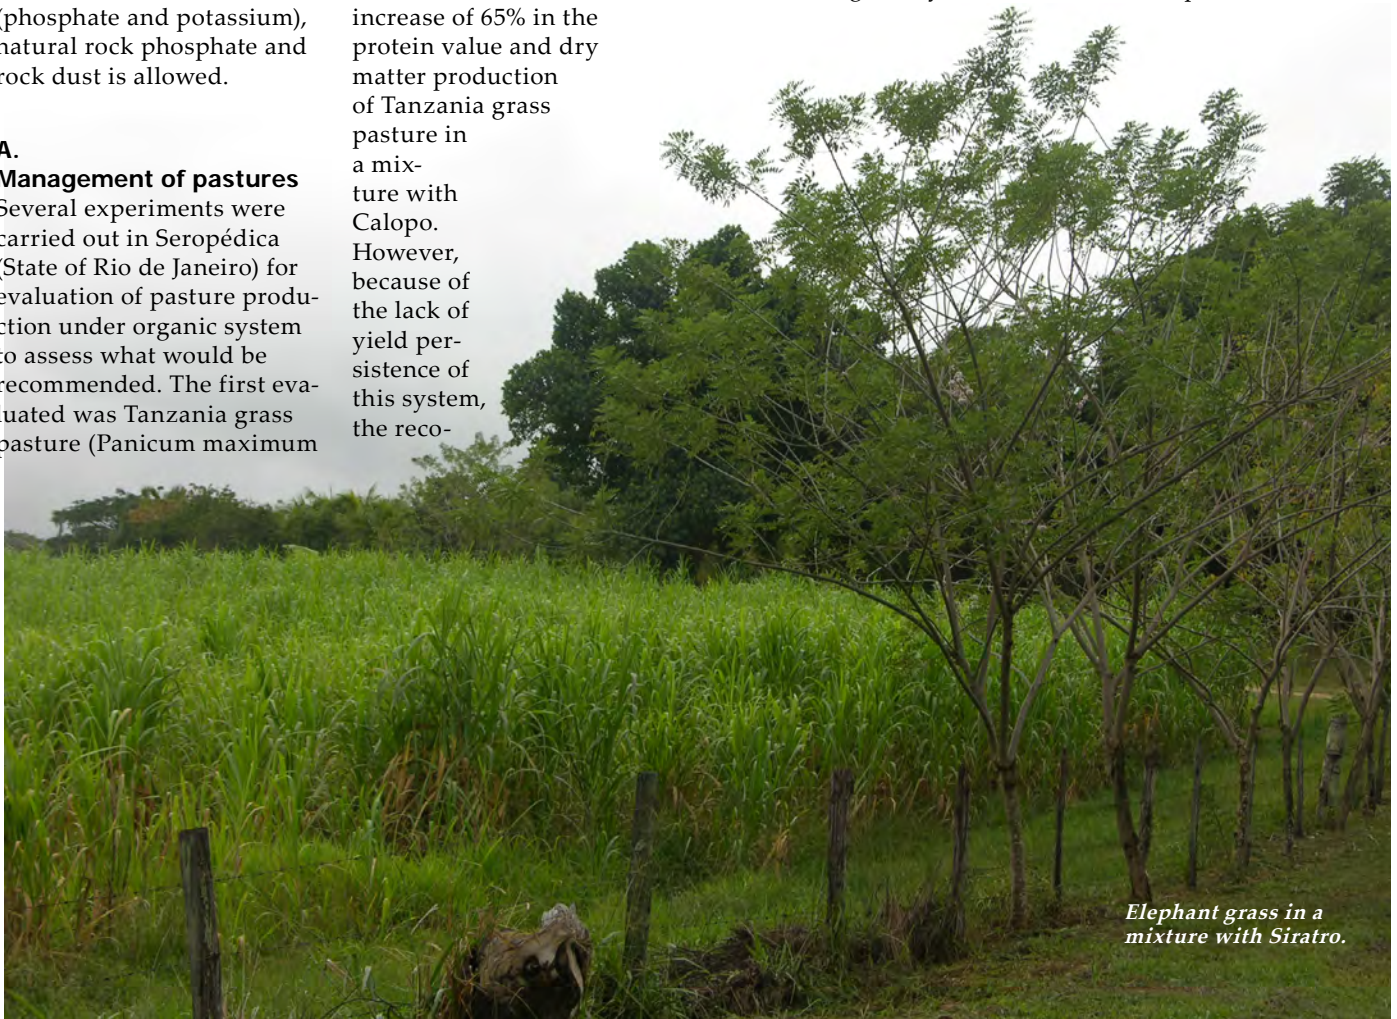 (phosphate and potassium),
natural rock phosphate and
rock dust is allowed.
A.
Management of pastures
Several experiments were
carried out in Seropédica
(State of Rio de Janeiro) for
evaluation of pasture produ-
ction under organic system
to assess what would be
recommended. The first eva-
luated was Tanzania grass
pasture (Panicum maximum
increase of 65% in the
protein value and dry
matter production
of Tanzania grass
pasture in
a mix-
ture with
Calopo.
However,
because of
the lack of
yield per-
sistence of
this system,
the reco-
Elephant grass in a
mixture with Siratro.